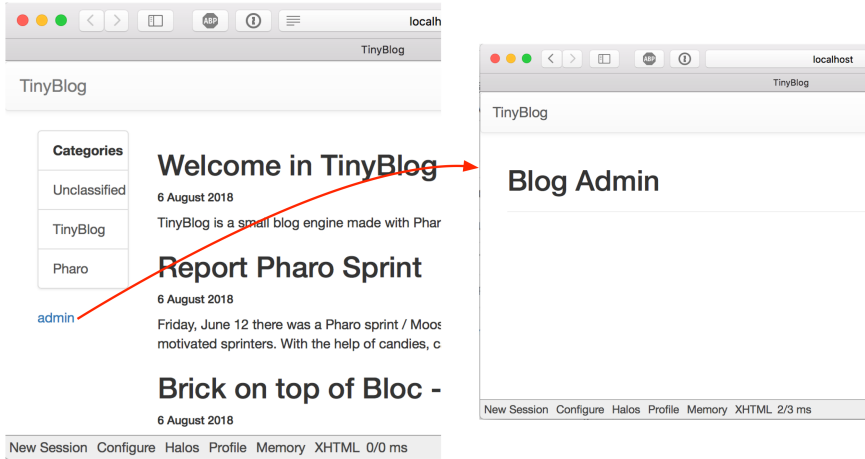 ABP
localh
TinyBlog
TinyBlog
Categories
Unclassified
TinyBlog
Pharo
admin
Welcome in TinyBlog
6 August 2018
TinyBlog is a small blog engine made with Phar
Report Pharo Sprint
6 August 2018
Friday, June 12 there was a Pharo sprint / Moos
motivated sprinters. With the help of candies, c
Brick on top of Bloc -
6 August 2018
New Session Configure Halos Profile Memory XHTML 0/0 ms
ABP
localhost
TinyBlog
TinyBlog
Blog Admin
New Session Configure Halos Profile Memory XHTML 2/3 ms